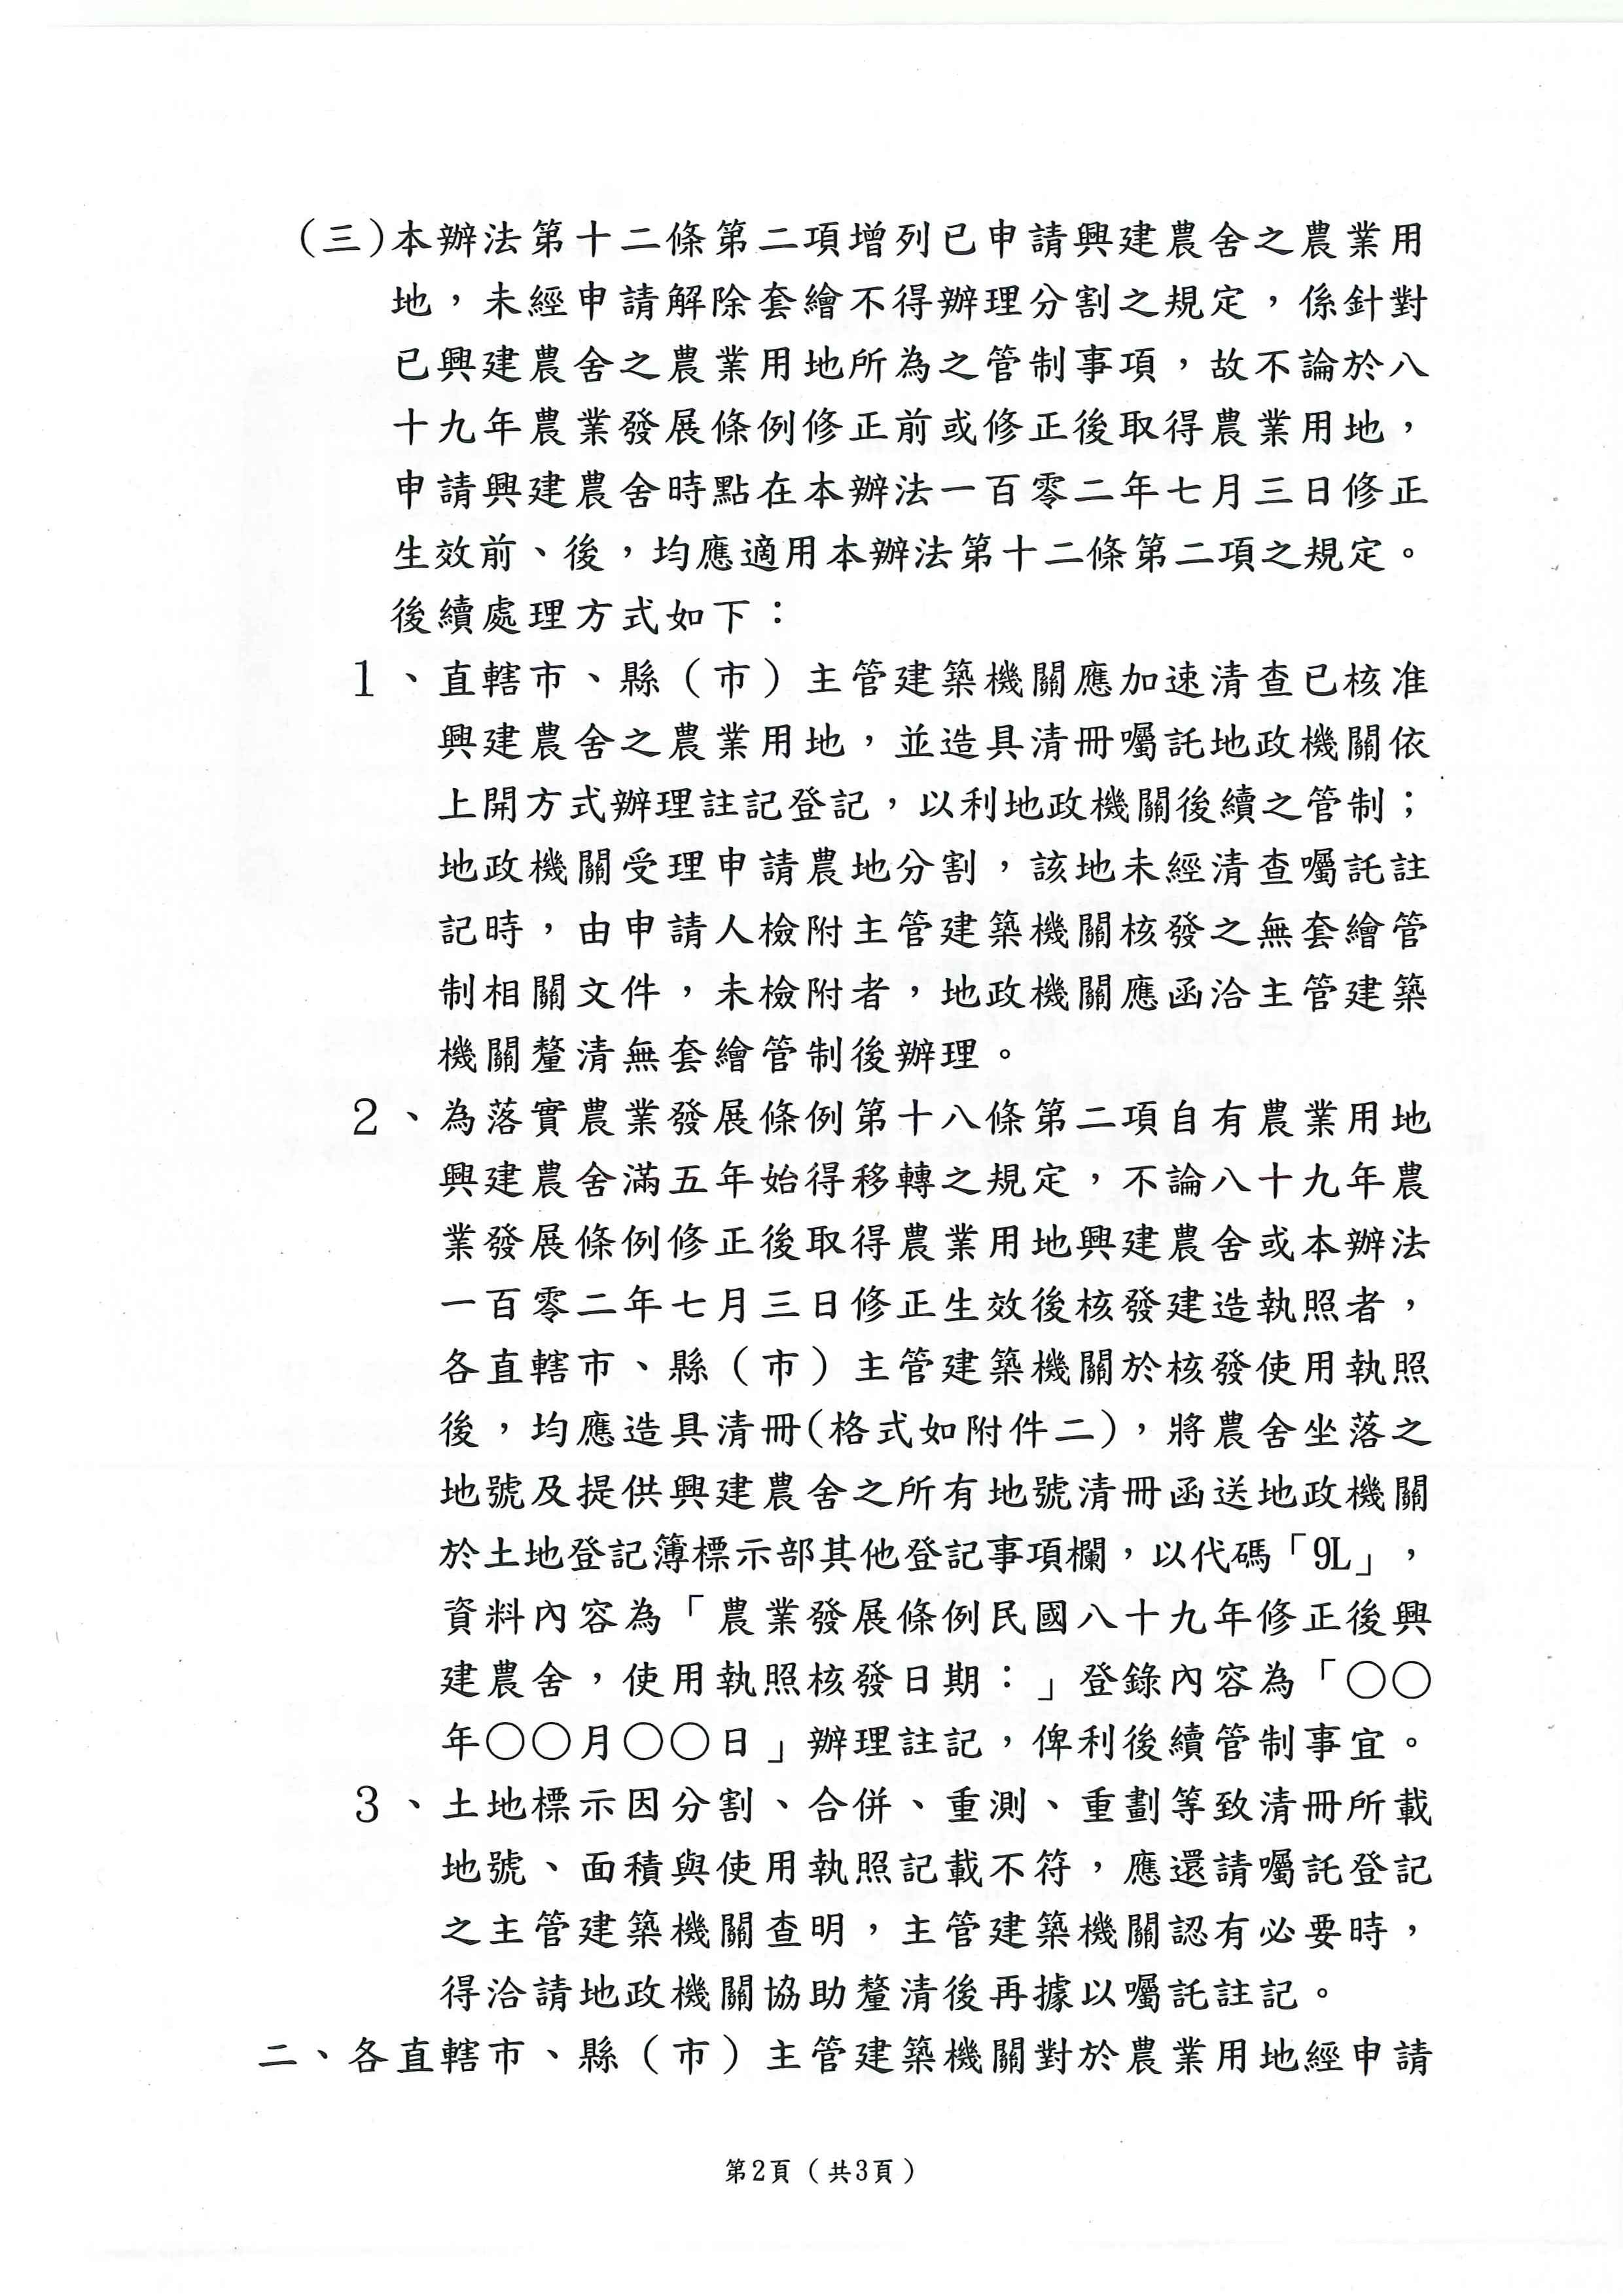 (三)本辦法第十二條第二項增列已申請興建農舍之農業用
地，未經申請解除套繪不得辦理分割之規定，係針對
已興建農舍之農業用地所為之管制事項，故不論於八
十九年農業發展條例修正前或修正後取得農業用地，
申請興建農舍時點在本辦法一百零二年七月三日修正
生效前、後，均應適用本辦法第十二條第二項之規定。
後續處理方式如下：
1、直轄市、縣（市）主管建築機關應加速清查已核准
興建農舍之農業用地，並造具清冊囑託地政機關依
上開方式辦理註記登記，以利地政機關後續之管制；
地政機關受理申請農地分割，該地未經清查囑託註
記時，由申請人檢附主管建築機關核發之無套繪管
制相關文件，未檢附者，地政機關應函洽主管建築
機關釐清無套繪管制後辦理。
2、為落實農業發展條例第十八條第二項自有農業用地
興建農舍滿五年始得移轉之規定，不論八十九年農
業發展條例修正後取得農業用地興建農舍或本辦法
一百零二年七月三日修正生效後核發建造執照者，
各直轄市、縣（市）主管建築機關於核發使用執照
後，均應造具清冊(格式如附件二)，將農舍坐落之
地號及提供興建農舍之所有地號清冊函送地政機關
於土地登記簿標示部其他登記事項欄，以代碼「9L」，
資料內容為「農業發展條例民國八十九年修正後興
建農舍，使用執照核發日期：」登錄內容為「○○
年○○月○○日」辦理註記，俾利後續管制事宜。
3、土地標示因分割、合併、重測、重劃等致清冊所載
地號、面積與使用執照記載不符，應還請囑託登記
之主管建築機關查明，主管建築機關認有必要時，
得洽請地政機關協助釐清後再據以囑託註記。
二、各直轄市、縣（市）主管建築機關對於農業用地經申請
第2頁（共3頁）